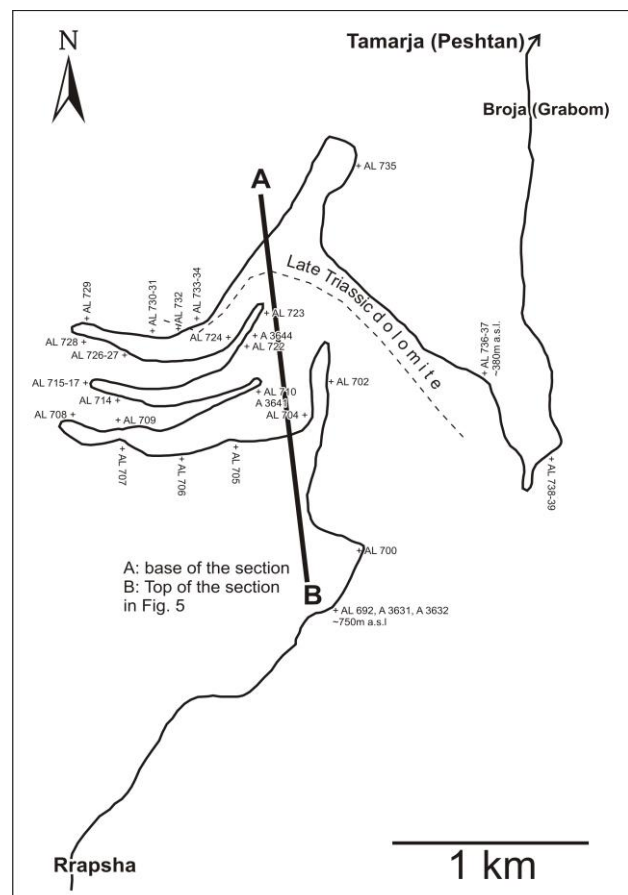 N
Tamarja (Peshtan)
Broja (Grabom)
A
+ AL 735
Late Triassic dolomite
+ AL 729
+ AL 730-31
+ AL 732
+ AL 733-34
+ AL 723
AL 728 +
AL 724 +
+ A 3644
AL 726-27 +
+ AL 722
+ AL 736-37
~380m a.s.l.
AL 715-17 +
+ AL 702
AL 714 +
+ AL 710
A 3641
AL 708 +
+ AL 709
AL 704 +
+ AL 707
+ AL 706
+ AL 705
+ AL 738-39
+ AL 700
A: base of the section
B: Top of the section
in Fig. 5
B
+ AL 692, A 3631, A 3632
~750m a.s.l
Rrapsha
1 km